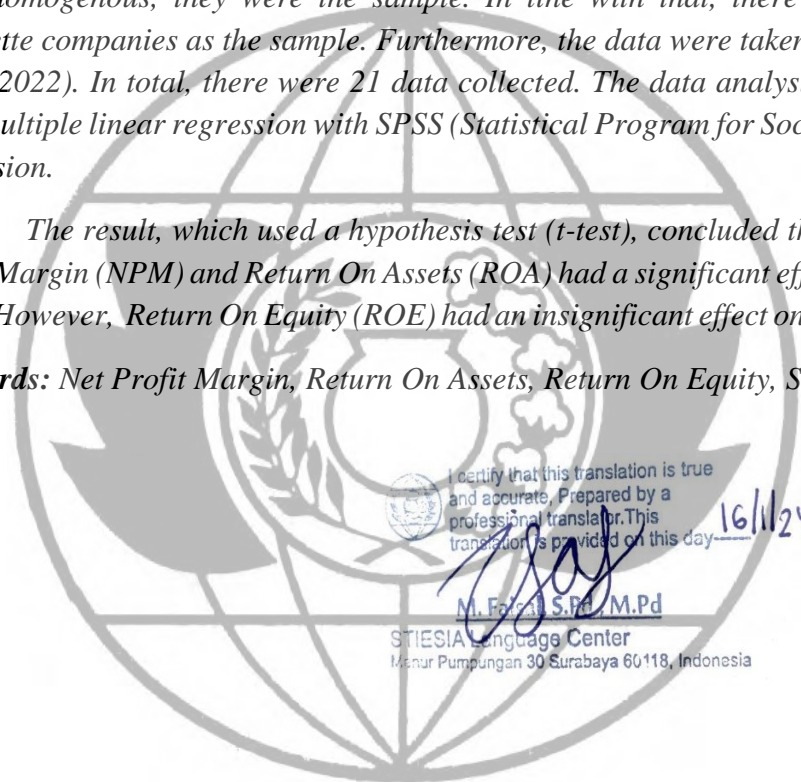 homogenous, they were the sample. In line with that, there
tte companies as the sample. Furthermore, the data were taken
2022). In total, there were 21 data collected. The data analys
ultiple linear regression with SPSS (Statistical Program for Soc
sion.
The result, which used a hypothesis test (t-test), concluded th
Margin (NPM) and Return On Assets (ROA) had a significant eff
However, Return On Equity (ROE) had an insignificant effect on
rds: Net Profit Margin, Return On Assets, Return On Equity, S
I certify that this translation is true
and accurate, Prepared by a
professional translator.This
translation is provided on this day 16/1/24
M. Faisal S.Pd, M.Pd
STIESIA Language Center
Menur Pumpungan 30 Surabaya 60118, Indonesia